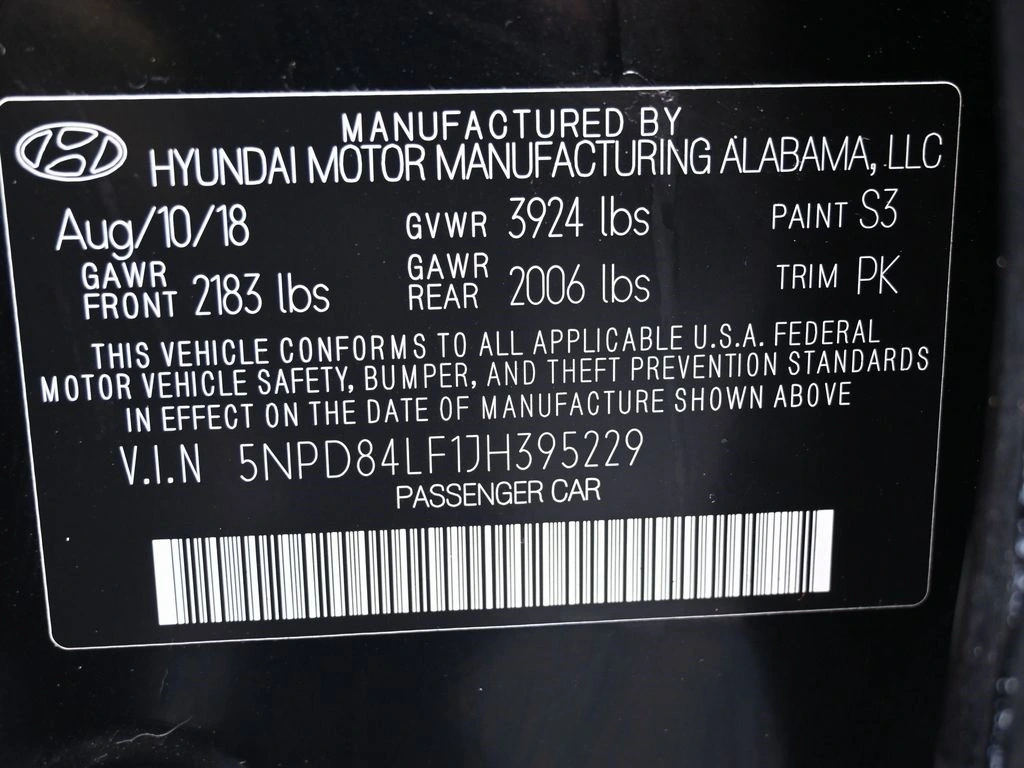 MANUFACTURED BY
HYUNDAI MOTOR MANUFACTURING ALABAMA, LLC
Aug/10/18 GVWR 3924 lbs PAINT S3
GAWR FRONT 2183 lbs GAWR REAR 2006 lbs TRIM PK
THIS VEHICLE CONFORMS TO ALL APPLICABLE U.S.A. FEDERAL
MOTOR VEHICLE SAFETY, BUMPER, AND THEFT PREVENTION STANDARDS
IN EFFECT ON THE DATE OF MANUFACTURE SHOWN ABOVE
V.I.N 5NPD84LF1JH395229
PASSENGER CAR